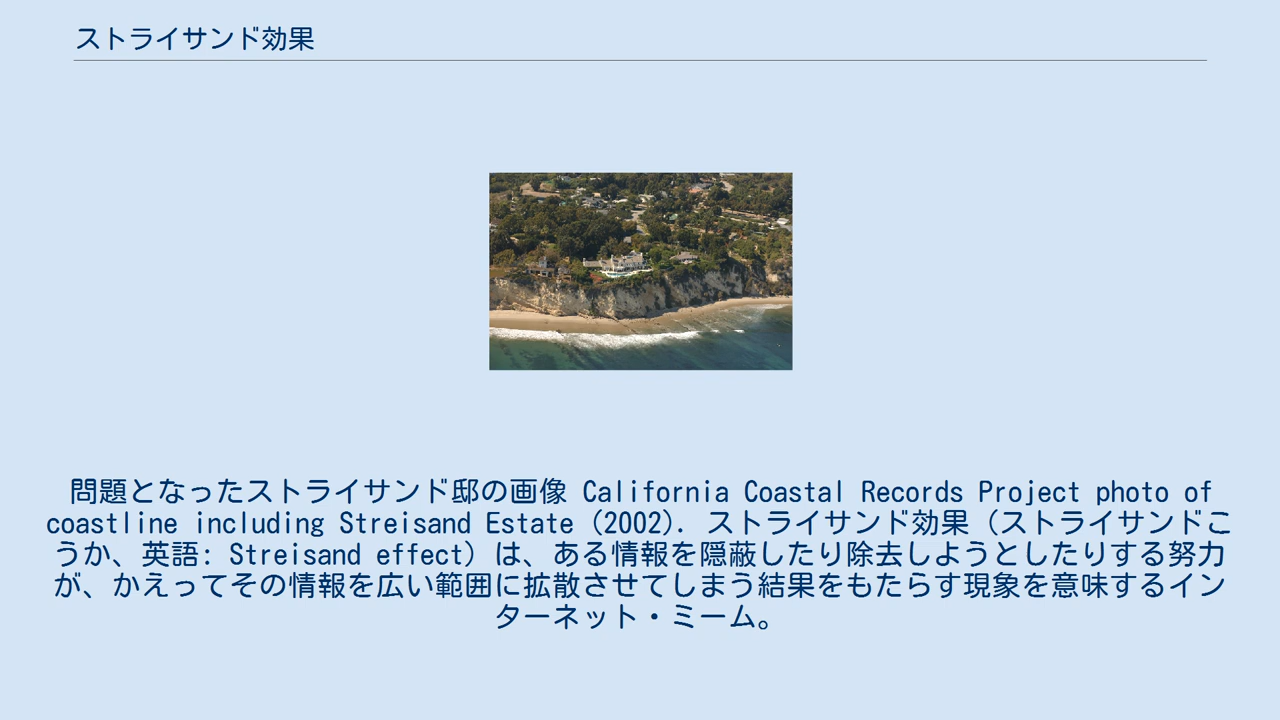 ストライサンド効果
問題となったストライサンド邸の画像 California Coastal Records Project photo of
coastline including Streisand Estate (2002). ストライサンド効果（ストライサンドこ
うか、英語: Streisand effect）は、ある情報を隠蔽したり除去しようとしたりする努力
が、かえってその情報を広い範囲に拡散させてしまう結果をもたらす現象を意味するイン
ターネット・ミーム。